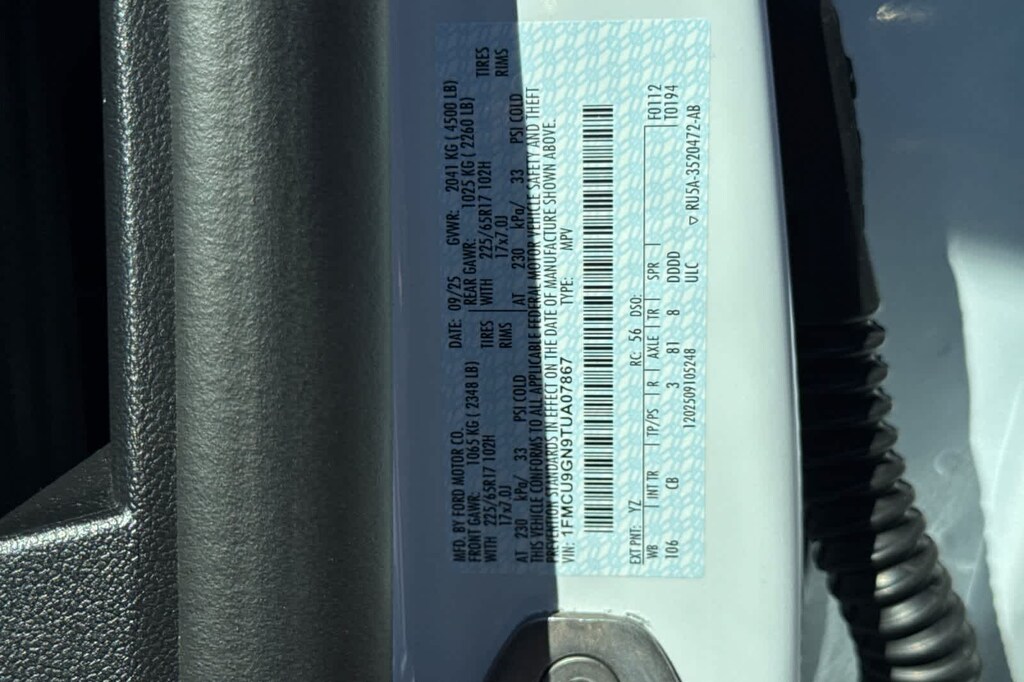 MFD. BY FORD MOTOR CO. DATE: 09/25 GVWR: 2041 KG ( 4500 LB)
FRONT GAWR: 1065 KG ( 2348 LB) REAR GAWR: 1025 KG ( 2260 LB)
WITH 225/65R17 102H TIRES WITH 225/65R17 102H TIRES
17x7.0J RIMS 17x7.0J RIMS
AT 230 kPa/ 33 PSI COLD AT 230 kPa/ 33 PSI COLD
THIS VEHICLE CONFORMS TO ALL APPLICABLE FEDERAL MOTOR VEHICLE SAFETY AND THEFT
PREVENTION STANDARDS IN EFFECT ON THE DATE OF MANUFACTURE SHOWN ABOVE.
VIN: 1FMCU9GN9TUA07867 TYPE: MPV
EXT PNT: YZ RC: 56 DSO: F0112
WB INT TR TP/PS R AXLE TR SPR T0194
106 CB 3 81 8 DDDD
1202509105248 ULC ▽ RU5A-3520472-AB